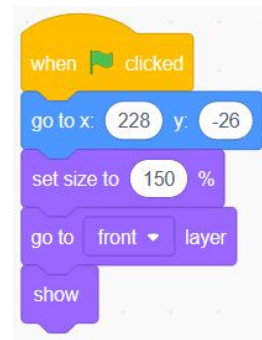 when clicked
go to x: 228 y: -26
set size to 150 %
go to front layer
show